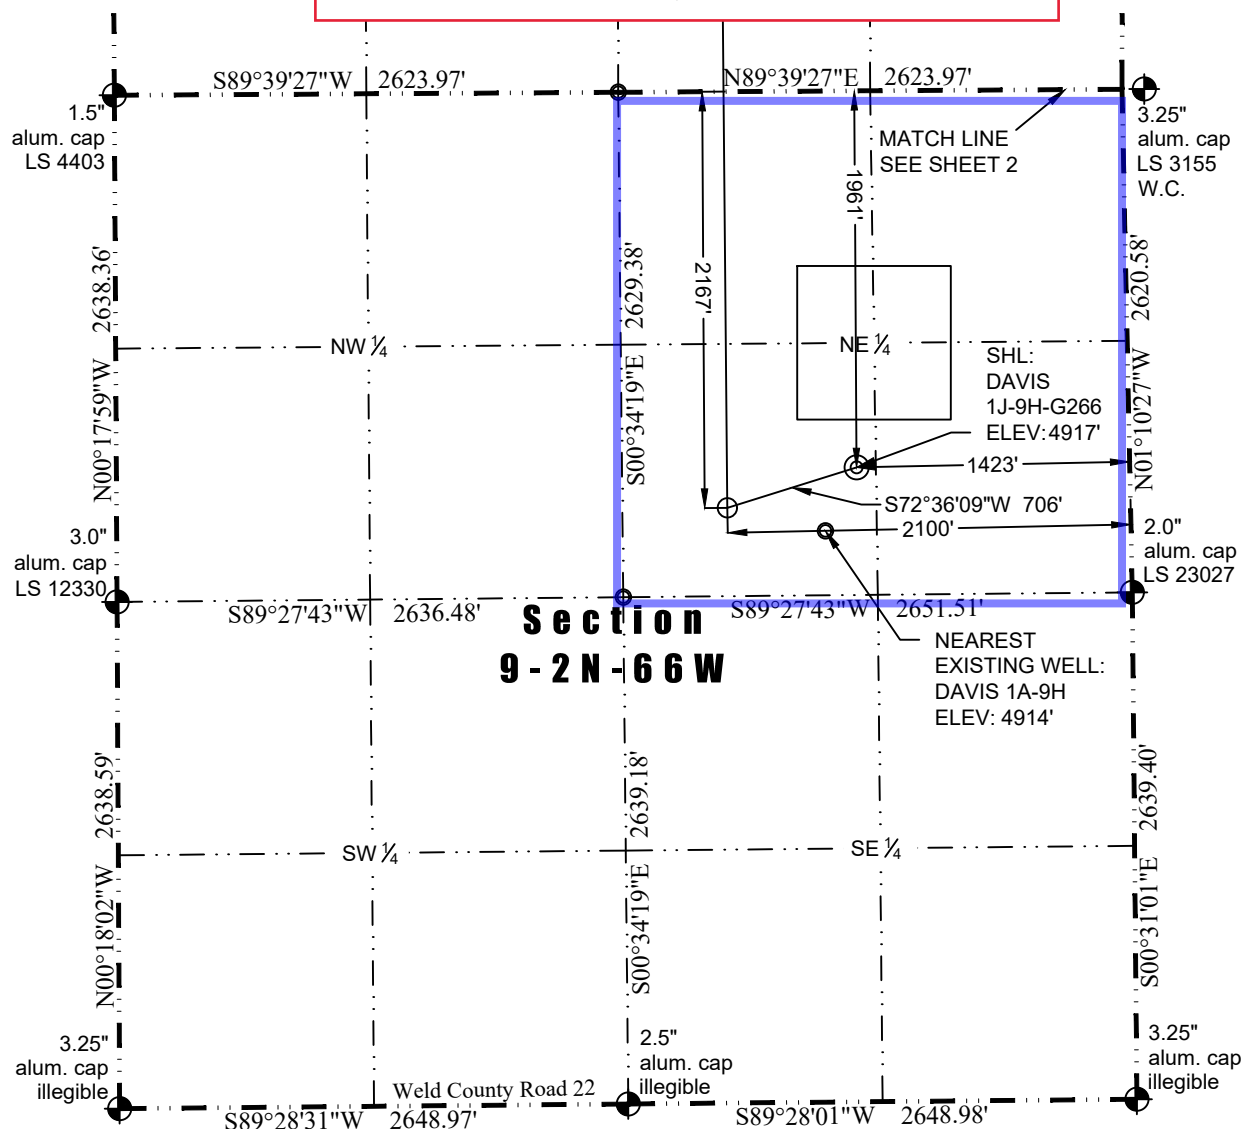 S89°39'27"W 2623.97'
N89°39'27"E 2623.97'
1.5"
alum. cap
LS 4403
3.25"
alum. cap
LS 3155
W.C.
MATCH LINE
SEE SHEET 2
1961'
2167'
N00°17'59"W 2638.36'
S00°34'19"E 2629.38'
N01°10'27"W 2620.58'
NW ¼
NE ¼
SHL:
DAVIS
1J-9H-G266
ELEV:4917'
1423'
S72°36'09"W 706'
2100'
3.0"
alum. cap
LS 12330
2.0"
alum. cap
LS 23027
S89°27'43"W 2636.48'
S89°27'43"W 2651.51'
Section
9-2N-66W
NEAREST
EXISTING WELL:
DAVIS 1A-9H
ELEV: 4914'
N00°18'02"W 2638.59'
S00°34'19"E 2639.18'
S00°31'01"E 2639.40'
SW ¼
SE ¼
3.25"
alum. cap
illegible
2.5"
alum. cap
illegible
3.25"
alum. cap
illegible
Weld County Road 22
S89°28'31"W 2648.97'
S89°28'01"W 2648.98'